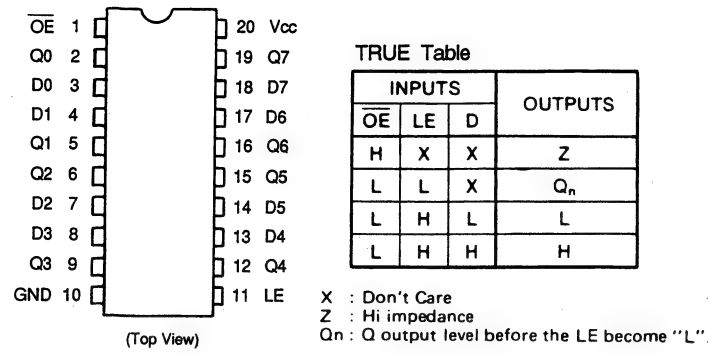 O̅E̅ 1 20 Vcc
Q0 2 19 Q7
D0 3 18 D7
D1 4 17 D6
Q1 5 16 Q6
Q2 6 15 Q5
D2 7 14 D5
D3 8 13 D4
Q3 9 12 Q4
GND 10 11 LE
(Top View)
TRUE Table
INPUTS OUTPUTS
O̅E̅ LE D
H X X Z
L L X Qn
L H L L
L H H H
X : Don't Care
Z : Hi impedance
Qn : Q output level before the LE become "L".